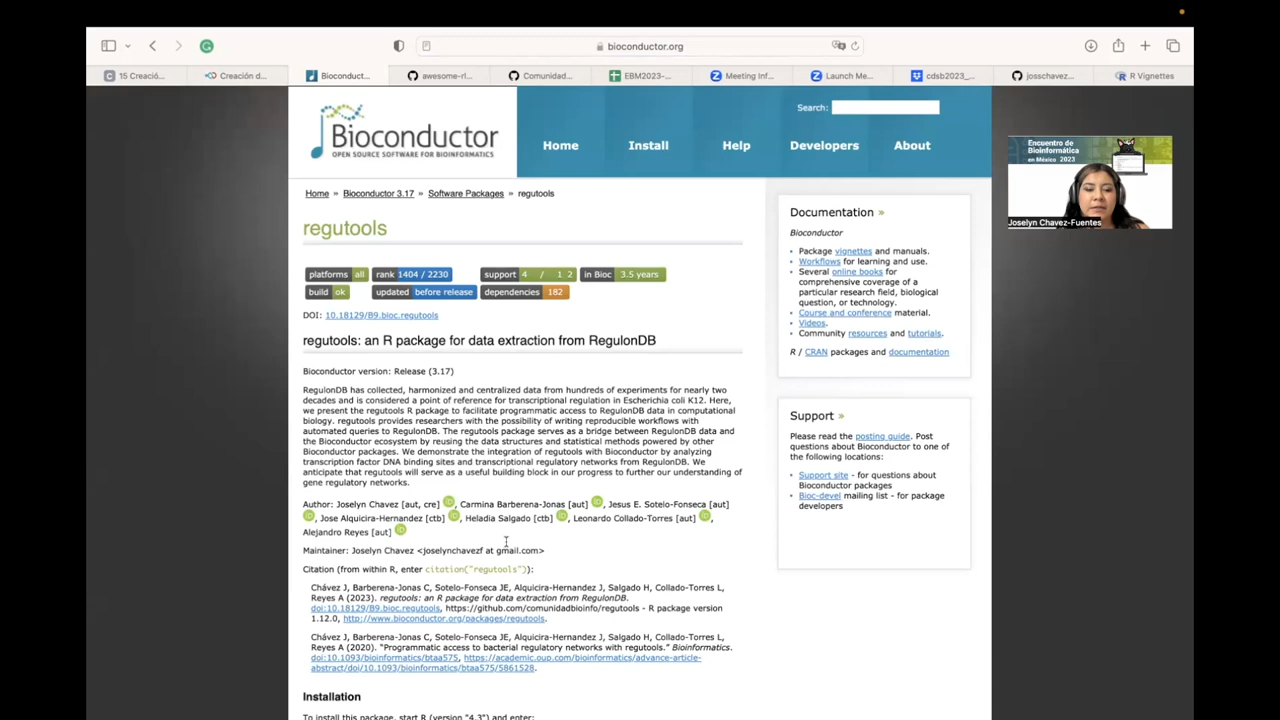 bioconductor.org
15 Creació...
Creación d...
Bioconduct...
awesome-rl...
Comunidad...
EBM2023-...
Meeting Inf...
Launch Me...
cdsb2023_...
josschavez...
R Vignettes
Bioconductor
OPEN SOURCE SOFTWARE FOR BIOINFORMATICS
Search:
Home
Install
Help
Developers
About
Home » Bioconductor 3.17 » Software Packages » regutools
regutools
platforms all rank 1404 / 2230 support 4 / 1 2 in Bioc 3.5 years
build ok updated before release dependencies 182
DOI: 10.18129/B9.bioc.regutools
regutools: an R package for data extraction from RegulonDB
Bioconductor version: Release (3.17)
RegulonDB has collected, harmonized and centralized data from hundreds of experiments for nearly two
decades and is considered a point of reference for transcriptional regulation in Escherichia coli K12. Here,
we present the regutools R package to facilitate programmatic access to RegulonDB data in computational
biology. regutools provides researchers with the possibility of writing reproducible workflows with
automated queries to RegulonDB. The regutools package serves as a bridge between RegulonDB data and
the Bioconductor ecosystem by reusing the data structures and statistical methods powered by other
Bioconductor packages. We demonstrate the integration of regutools with Bioconductor by analyzing
transcription factor DNA binding sites and transcriptional regulatory networks from RegulonDB. We
anticipate that regutools will serve as a useful building block in our progress to further our understanding of
gene regulatory networks.
Author: Joselyn Chavez [aut, cre] iD, Carmina Barberena-Jonas [aut] iD, Jesus E. Sotelo-Fonseca [aut]
iD, Jose Alquicira-Hernandez [ctb] iD, Heladia Salgado [ctb] iD, Leonardo Collado-Torres [aut] iD,
Alejandro Reyes [aut] iD
Maintainer: Joselyn Chavez <joselynchavezf at gmail.com>
Citation (from within R, enter citation("regutools")):
Chávez J, Barberena-Jonas C, Sotelo-Fonseca JE, Alquicira-Hernandez J, Salgado H, Collado-Torres L,
Reyes A (2023). regutools: an R package for data extraction from RegulonDB.
doi:10.18129/B9.bioc.regutools, https://github.com/comunidadbioinfo/regutools - R package version
1.12.0, http://www.bioconductor.org/packages/regutools.
Chávez J, Barberena-Jonas C, Sotelo-Fonseca JE, Alquicira-Hernandez J, Salgado H, Collado-Torres L,
Reyes A (2020). “Programmatic access to bacterial regulatory networks with regutools.” Bioinformatics.
doi:10.1093/bioinformatics/btaa575, https://academic.oup.com/bioinformatics/advance-article-
abstract/doi/10.1093/bioinformatics/btaa575/5861528.
Installation
To install this package, start R (version "4.3") and enter:
Documentation »
Bioconductor
Package vignettes and manuals.
Workflows for learning and use.
Several online books for
comprehensive coverage of a
particular research field, biological
question, or technology.
Course and conference material.
Videos.
Community resources and tutorials.
R / CRAN packages and documentation
Support »
Please read the posting guide. Post
questions about Bioconductor to one of
the following locations:
Support site - for questions about
Bioconductor packages
Bioc-devel mailing list - for package
developers
Encuentro de
Bioinformática
en México 2023
Joselyn Chavez-Fuentes